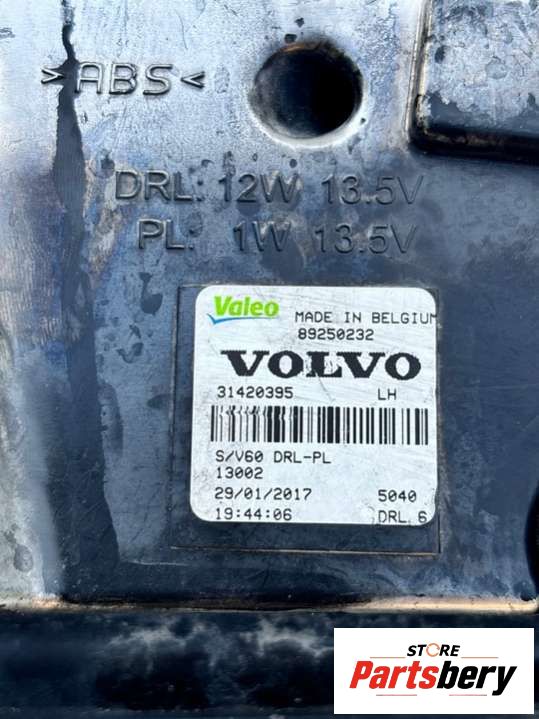 >ABS<
DRL: 12W 13.5V
PL: 1W 13.5V
Valeo MADE IN BELGIUM
89250232
VOLVO
31420395 LH
S/V60 DRL-PL
13002
29/01/2017 5040
19:44:06 DRL 6
STORE
Partsbery